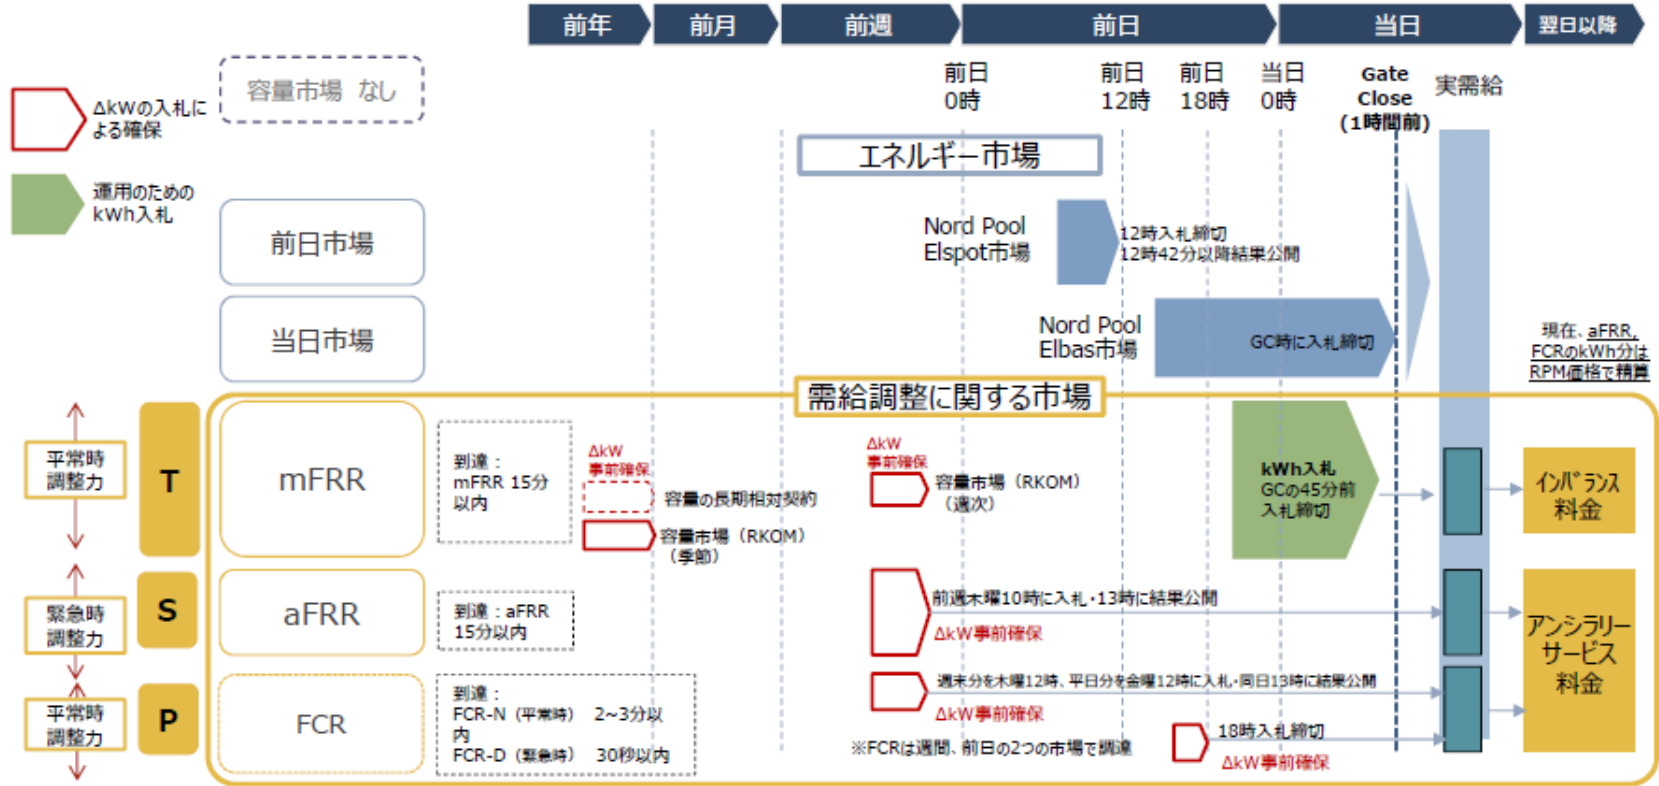 前年
前月
前週
前日
当日
翌日以降
前日
0時
前日
12時
前日
18時
当日
0時
Gate
Close
(1時間前)
実需給
ΔkWの入札に
よる確保
運用のための
kWh入札
容量市場 なし
エネルギー市場
前日市場
Nord Pool
Elspot市場
12時入札締切
12時42分以降結果公開
当日市場
Nord Pool
Elbas市場
GC時に入札締切
現在、aFRR,
FCRのkWh分は
RPM価格で精算
需給調整に関する市場
平常時
調整力
T
mFRR
到達：
mFRR 15分
以内
ΔkW
事前確保
容量の長期相対契約
容量市場（RKOM）
（季節）
ΔkW
事前確保
容量市場（RKOM）
（週次）
kWh入札
GCの45分前
入札締切
インバランス
料金
緊急時
調整力
S
aFRR
到達：aFRR
15分以内
前週木曜10時に入札・13時に結果公開
ΔkW事前確保
アンシラリー
サービス
料金
平常時
調整力
P
FCR
到達：
FCR-N（平常時） 2~3分以
内
FCR-D（緊急時） 30秒以内
週末分を木曜12時、平日分を金曜12時に入札・同日13時に結果公開
ΔkW事前確保
※FCRは週間、前日の2つの市場で調達
18時入札締切
ΔkW事前確保